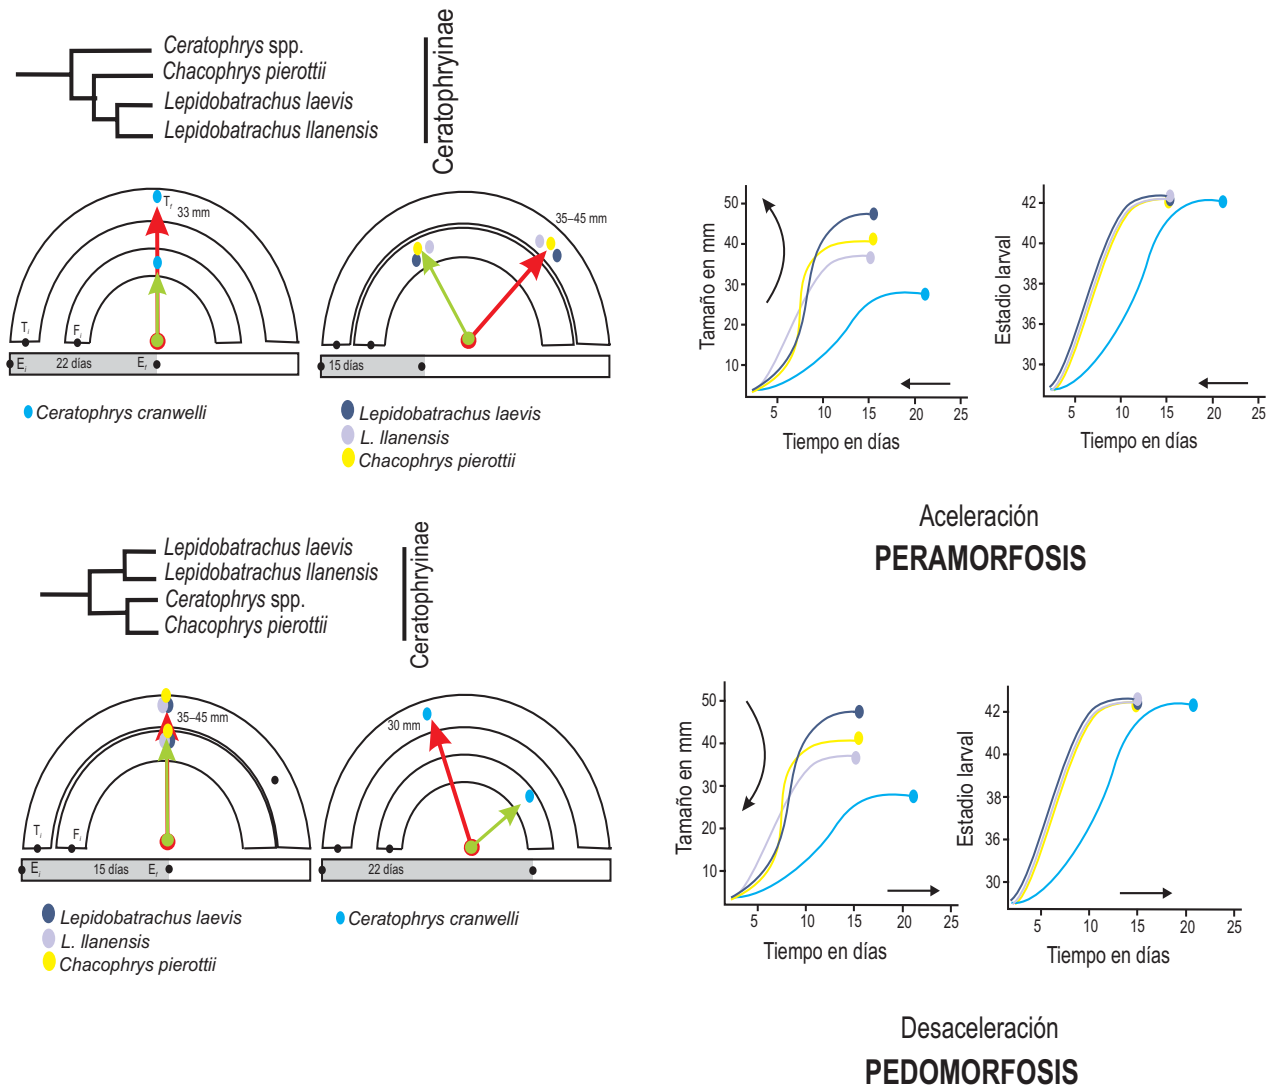 Ceratophrys spp.
Chacophrys pierottii
Lepidobatrachus laevis
Lepidobatrachus llanensis
Ceratophryinae
Tf
33 mm
Ti
Fi
Ei
22 días
Ef
35–45 mm
15 días
Ceratophrys cranwelli
Lepidobatrachus laevis
L. llanensis
Chacophrys pierottii
Tamaño en mm
50
40
30
20
10
5
10
15
20
25
Tiempo en días
Estadio larval
42
40
38
36
30
5
10
15
20
25
Tiempo en días
Aceleración
PERAMORFOSIS
Lepidobatrachus laevis
Lepidobatrachus llanensis
Ceratophrys spp.
Chacophrys pierottii
Ceratophryinae
35–45 mm
Ti
Fi
Ei
15 días
Ef
30 mm
22 días
Lepidobatrachus laevis
L. llanensis
Chacophrys pierottii
Ceratophrys cranwelli
Tamaño en mm
50
40
30
20
10
5
10
15
20
25
Tiempo en días
Estadio larval
42
40
38
36
30
5
10
15
20
25
Tiempo en días
Desaceleración
PEDOMORFOSIS